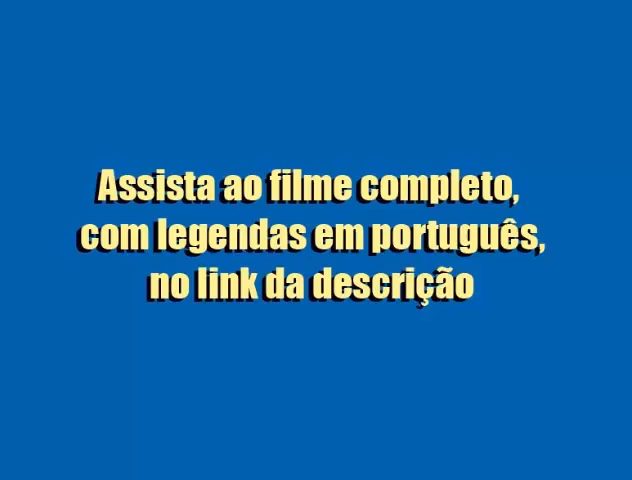 Assista ao filme completo,
com legendas em português,
no link da descrição